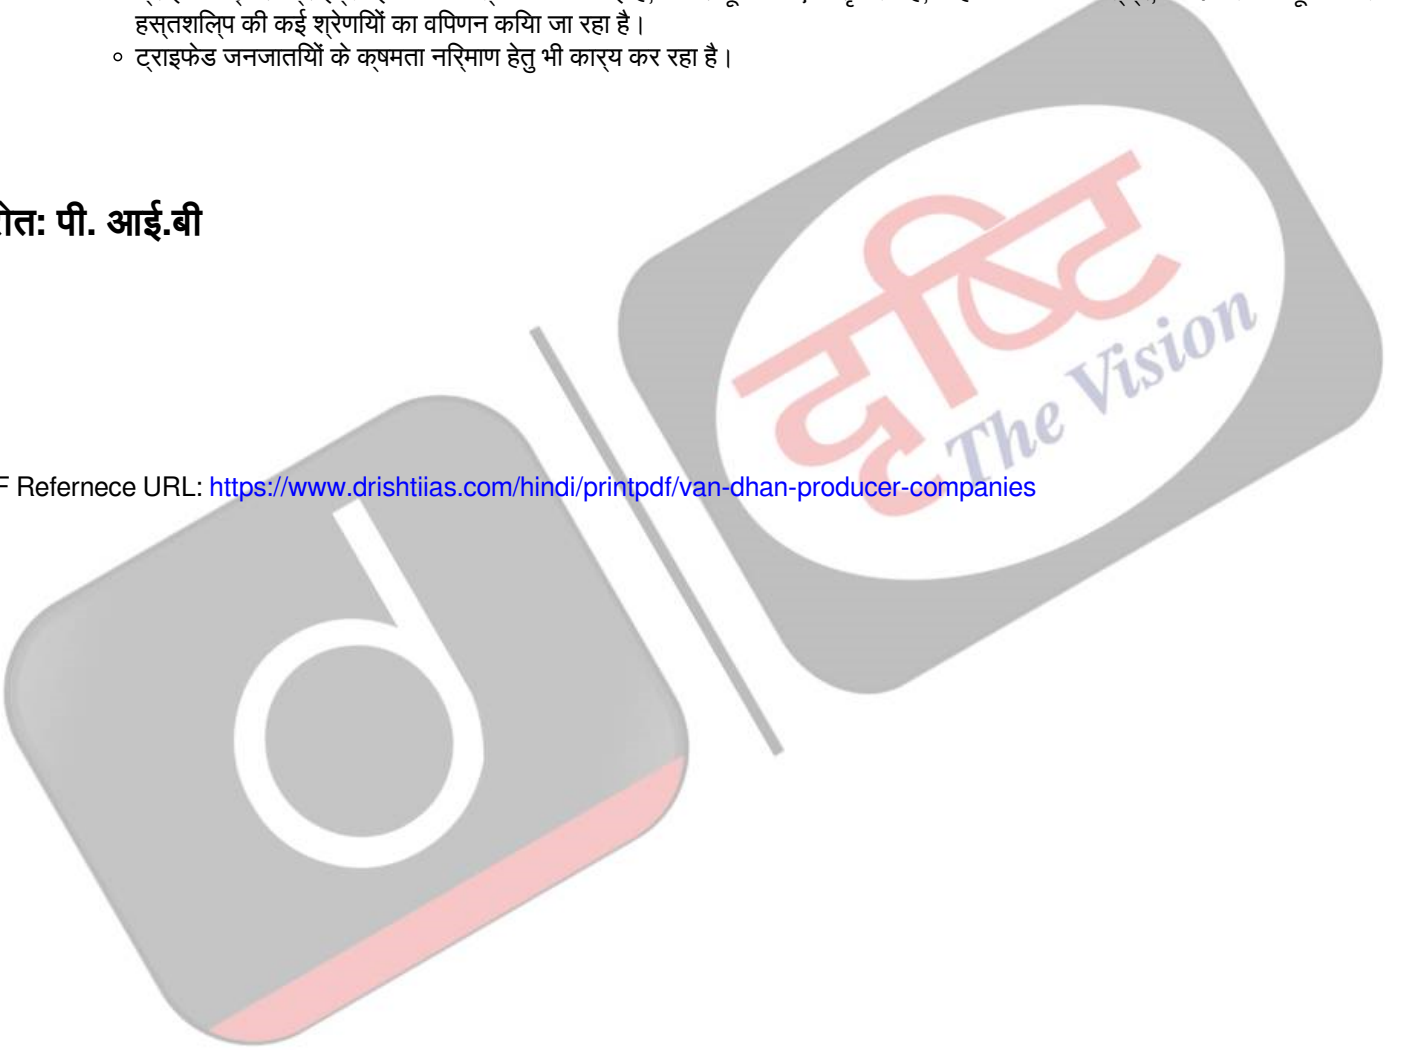 हस्तशिल्प की कई श्रेणियों का विपणन किया जा रहा है।
◦ ट्राइफेड जनजातियों के क्षमता निर्माण हेतु भी कार्य कर रहा है।
पी. आई.बी
Refernece URL: https://www.drishtiias.com/hindi/printpdf/van-dhan-producer-companies
दृष्टि
The Vision
d